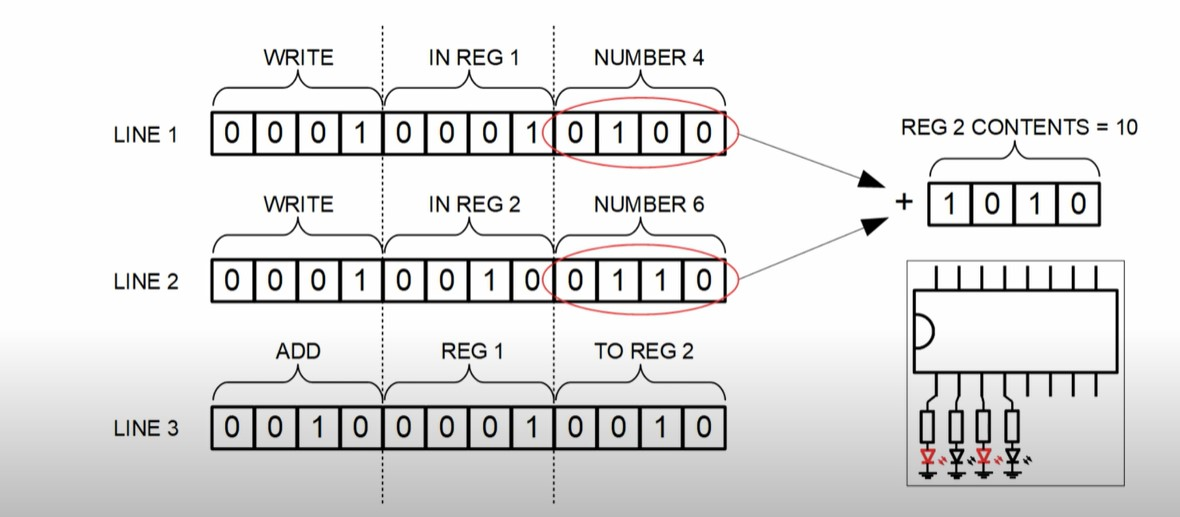 WRITE IN REG 1 NUMBER 4
LINE 1 0 0 0 1 0 0 0 1 0 1 0 0
REG 2 CONTENTS = 10
+ 1 0 1 0
WRITE IN REG 2 NUMBER 6
LINE 2 0 0 0 1 0 0 1 0 0 1 1 0
ADD REG 1 TO REG 2
LINE 3 0 0 1 0 0 0 0 1 0 0 1 0